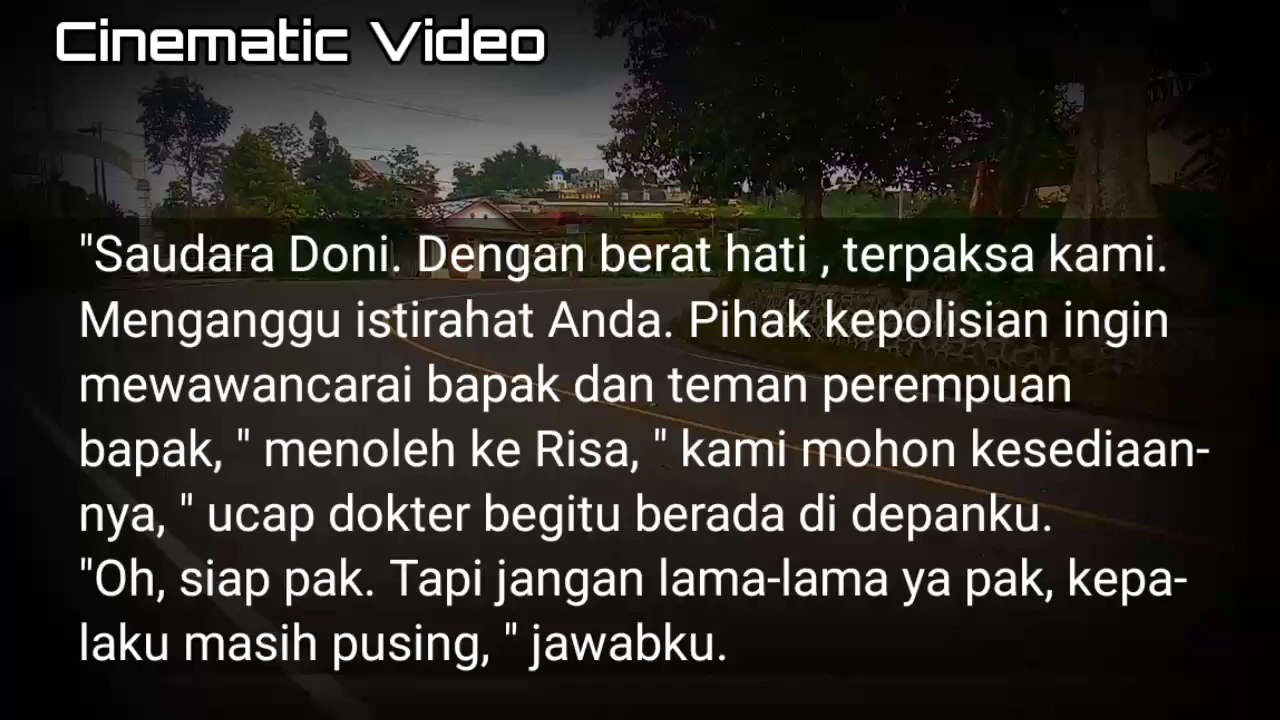 Cinematic Video
"Saudara Doni. Dengan berat hati , terpaksa kami.
Menganggu istirahat Anda. Pihak kepolisian ingin
mewawancarai bapak dan teman perempuan
bapak, " menoleh ke Risa, " kami mohon kesediaan-
nya, " ucap dokter begitu berada di depanku.
"Oh, siap pak. Tapi jangan lama-lama ya pak, kepa-
laku masih pusing, " jawabku.